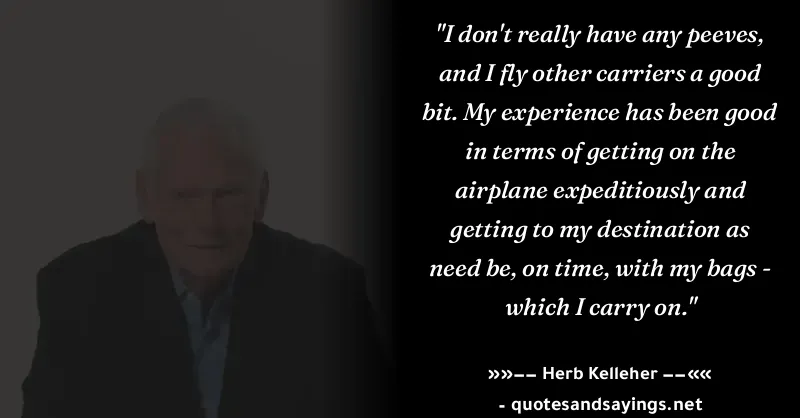 "I don't really have any peeves,
and I fly other carriers a good
bit. My experience has been good
in terms of getting on the
airplane expeditiously and
getting to my destination as
need be, on time, with my bags -
which I carry on."
»»−− Herb Kelleher −−««
- quotesandsayings.net